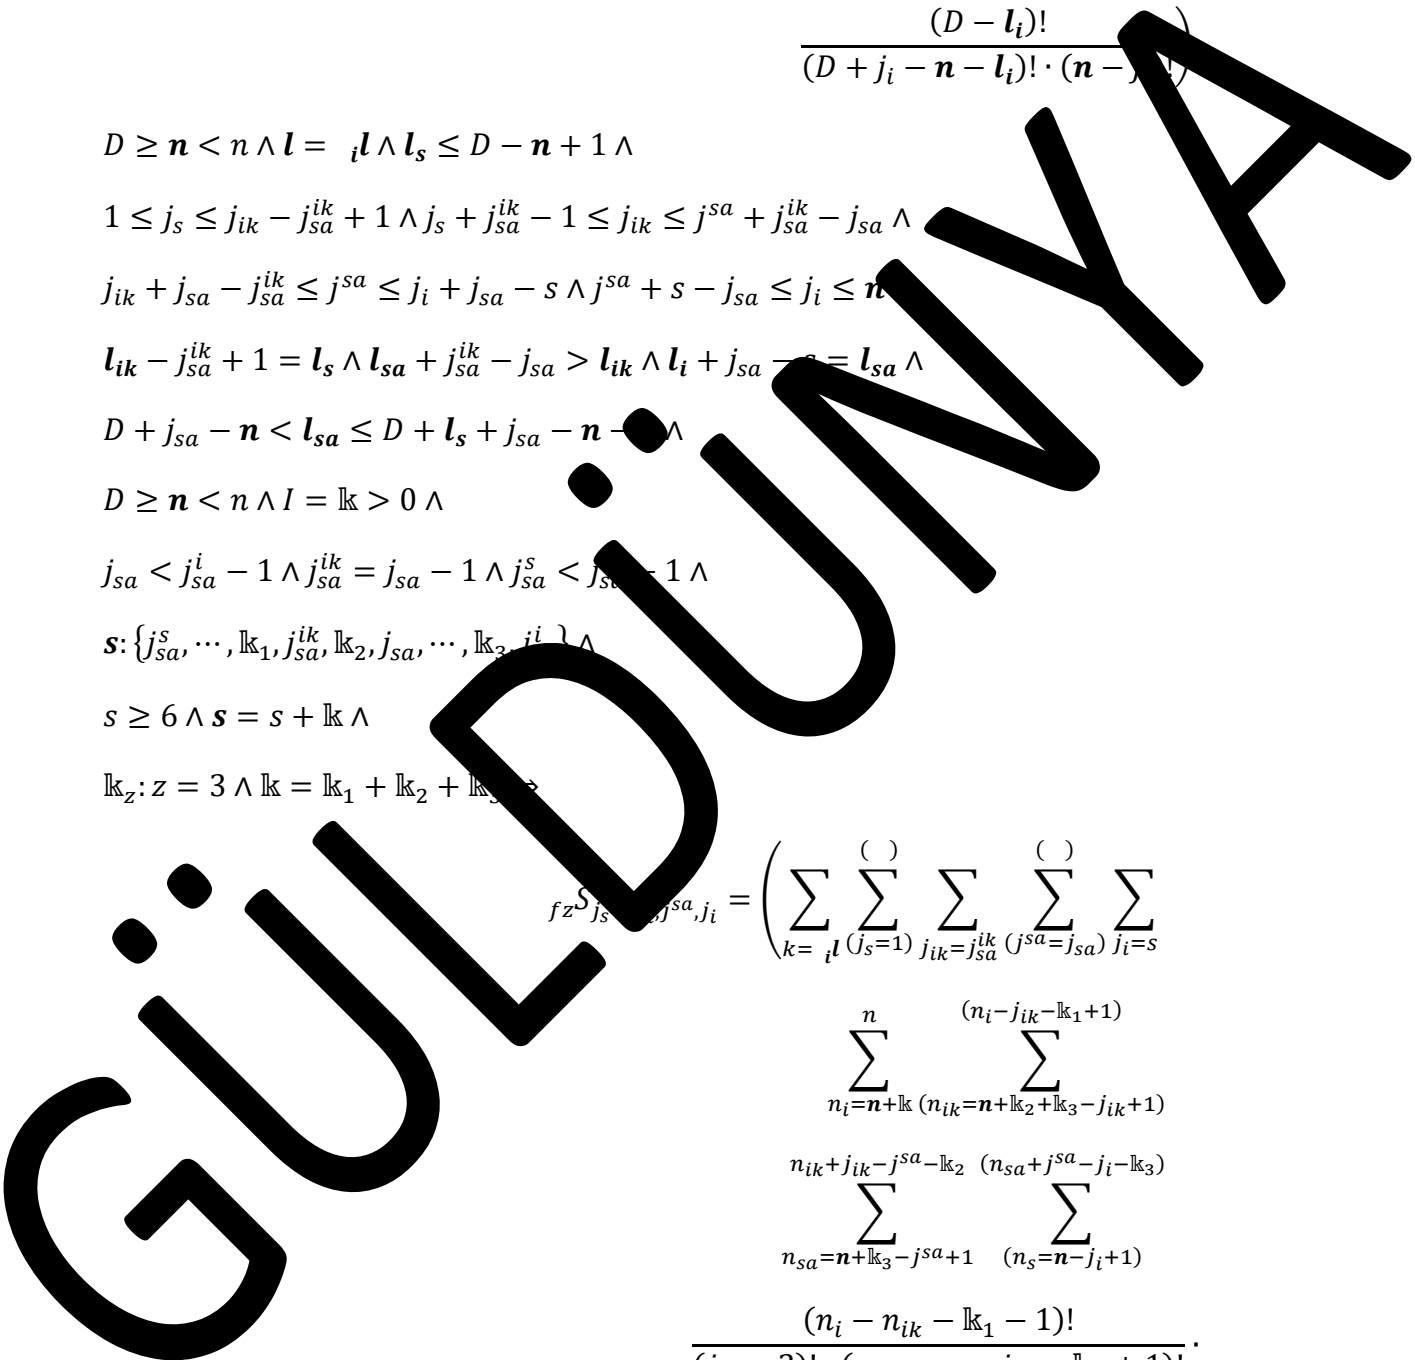 (D − l_i)!
(D + j_i − n − l_i)! · (n − j
D ≥ n < n ∧ l = _i l ∧ l_s ≤ D − n + 1 ∧
1 ≤ j_s ≤ j_ik − j_sa^ik + 1 ∧ j_s + j_sa^ik − 1 ≤ j_ik ≤ j^sa + j_sa^ik − j_sa ∧
j_ik + j_sa − j_sa^ik ≤ j^sa ≤ j_i + j_sa − s ∧ j^sa + s − j_sa ≤ j_i ≤ n
l_ik − j_sa^ik + 1 = l_s ∧ l_sa + j_sa^ik − j_sa > l_ik ∧ l_i + j_sa − s = l_sa ∧
D + j_sa − n < l_sa ≤ D + l_s + j_sa − n − ∧
D ≥ n < n ∧ I = 𝕜 > 0 ∧
j_sa < j_sa^i − 1 ∧ j_sa^ik = j_sa − 1 ∧ j_sa^s < j_sa − 1 ∧
s: {j_sa^s, ⋯, 𝕜_1, j_sa^ik, 𝕜_2, j_sa, ⋯, 𝕜_3, j^i } ∧
s ≥ 6 ∧ s = s + 𝕜 ∧
𝕜_z: z = 3 ∧ 𝕜 = 𝕜_1 + 𝕜_2 + 𝕜_3 ⇒
( ) ( )
_fz S_j_s , j^sa, j_i = ( ∑ ∑ ∑ ∑ ∑
k= _i l (j_s=1) j_ik=j_sa^ik (j^sa=j_sa) j_i=s
n (n_i−j_ik−𝕜_1+1)
∑ ∑
n_i=n+𝕜 (n_ik=n+𝕜_2+𝕜_3−j_ik+1)
n_ik+j_ik−j^sa−𝕜_2 (n_sa+j^sa−j_i−𝕜_3)
∑ ∑
n_sa=n+𝕜_3−j^sa+1 (n_s=n−j_i+1)
(n_i − n_ik − 𝕜_1 − 1)! ·
GÜLDÜNYA